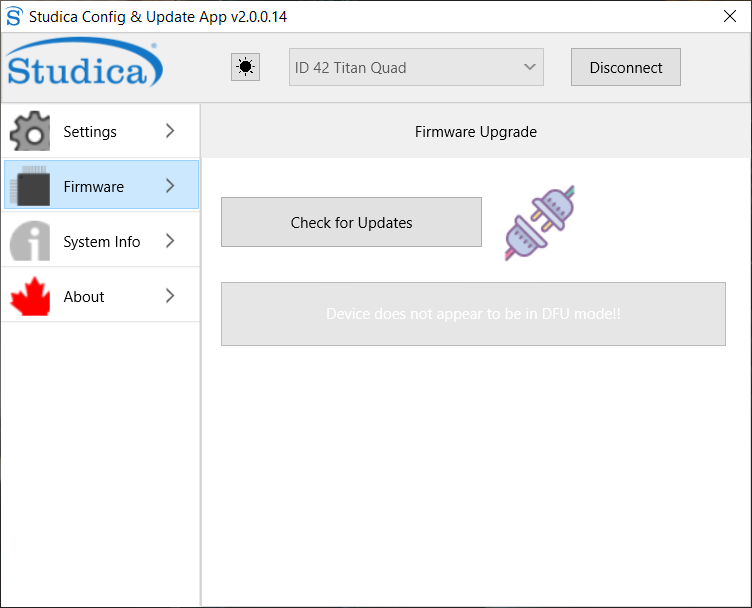 Studica Config & Update App v2.0.0.14
Studica
ID 42 Titan Quad
Disconnect
Settings
Firmware Upgrade
Firmware
Check for Updates
System Info
About
Device does not appear to be in DFU mode!!